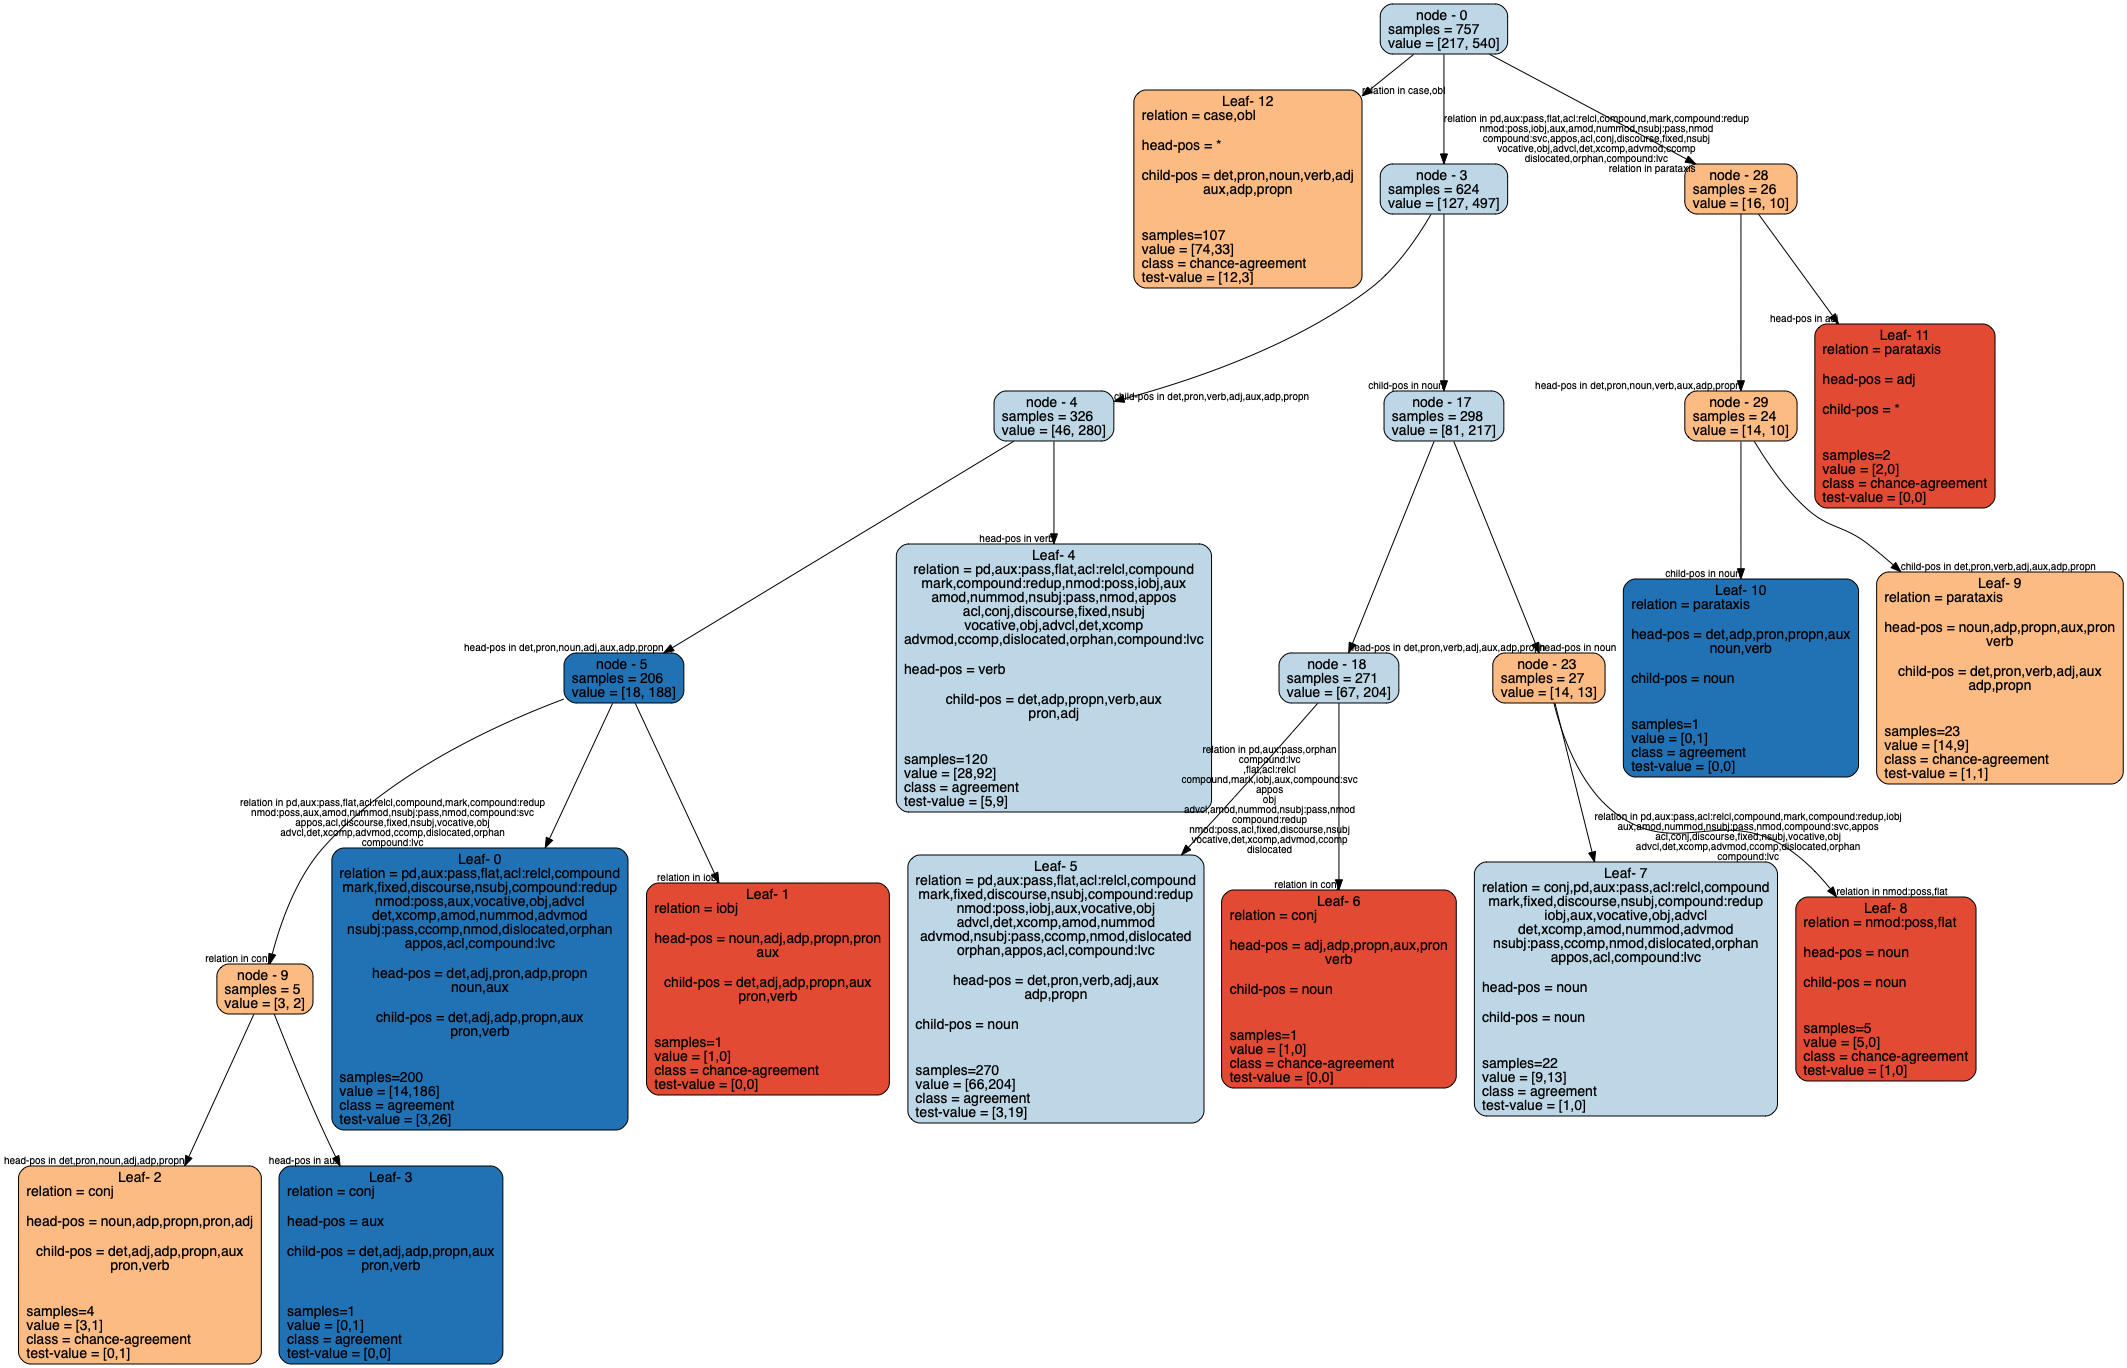 node - 0
samples = 757
value = [217, 540]
relation in case,obl
Leaf- 12
relation = case,obl
head-pos = *
child-pos = det,pron,noun,verb,adj
aux,adp,propn
samples=107
value = [74,33]
class = chance-agreement
test-value = [12,3]
relation in pd,aux:pass,flat,acl:relcl,compound,mark,compound:redup
nmod:poss,iobj,aux,amod,nummod,nsubj:pass,nmod
compound:svc,appos,acl,conj,discourse,fixed,nsubj
vocative,obj,advcl,det,xcomp,advmod,ccomp
dislocated,orphan,compound:lvc
relation in parataxis
node - 3
samples = 624
value = [127, 497]
node - 28
samples = 26
value = [16, 10]
head-pos in adj
Leaf- 11
relation = parataxis
head-pos = adj
child-pos = *
samples=2
value = [2,0]
class = chance-agreement
test-value = [0,0]
child-pos in det,pron,verb,adj,aux,adp,propn
node - 4
samples = 326
value = [46, 280]
child-pos in noun
node - 17
samples = 298
value = [81, 217]
head-pos in det,pron,noun,verb,aux,adp,propn
node - 29
samples = 24
value = [14, 10]
head-pos in verb
Leaf- 4
relation = pd,aux:pass,flat,acl:relcl,compound
mark,compound:redup,nmod:poss,iobj,aux
amod,nummod,nsubj:pass,nmod,appos
acl,conj,discourse,fixed,nsubj
vocative,obj,advcl,det,xcomp
advmod,ccomp,dislocated,orphan,compound:lvc
head-pos = verb
child-pos = det,adp,propn,verb,aux
pron,adj
samples=120
value = [28,92]
class = agreement
test-value = [5,9]
child-pos in noun
Leaf- 10
relation = parataxis
head-pos = det,adp,pron,propn,aux
noun,verb
child-pos = noun
samples=1
value = [0,1]
class = agreement
test-value = [0,0]
child-pos in det,pron,verb,adj,aux,adp,propn
Leaf- 9
relation = parataxis
head-pos = noun,adp,propn,aux,pron
verb
child-pos = det,pron,verb,adj,aux
adp,propn
samples=23
value = [14,9]
class = chance-agreement
test-value = [1,1]
head-pos in det,pron,noun,adj,aux,adp,propn
node - 5
samples = 206
value = [18, 188]
head-pos in det,pron,verb,adj,aux,adp,propn
node - 18
samples = 271
value = [67, 204]
head-pos in noun
node - 23
samples = 27
value = [14, 13]
relation in pd,aux:pass,flat,acl:relcl,compound,mark,compound:redup
nmod:poss,aux,amod,nummod,nsubj:pass,nmod,compound:svc
appos,acl,discourse,fixed,nsubj,vocative,obj
advcl,det,xcomp,advmod,ccomp,dislocated,orphan
compound:lvc
relation in pd,aux:pass,orphan
compound:lvc
,flat,acl:relcl
compound,mark,iobj,aux,compound:svc
appos
obj
advcl,amod,nummod,nsubj:pass,nmod
compound:redup
nmod:poss,acl,fixed,discourse,nsubj
vocative,det,xcomp,advmod,ccomp
dislocated
relation in pd,aux:pass,acl:relcl,compound,mark,compound:redup,iobj
aux,amod,nummod,nsubj:pass,nmod,compound:svc,appos
acl,conj,discourse,fixed,nsubj,vocative,obj
advcl,det,xcomp,advmod,ccomp,dislocated,orphan
compound:lvc
relation in conj
node - 9
samples = 5
value = [3, 2]
Leaf- 0
relation = pd,aux:pass,flat,acl:relcl,compound
mark,fixed,discourse,nsubj,compound:redup
nmod:poss,aux,vocative,obj,advcl
det,xcomp,amod,nummod,advmod
nsubj:pass,ccomp,nmod,dislocated,orphan
appos,acl,compound:lvc
head-pos = det,adj,pron,adp,propn
noun,aux
child-pos = det,adj,adp,propn,aux
pron,verb
samples=200
value = [14,186]
class = agreement
test-value = [3,26]
relation in iobj
Leaf- 1
relation = iobj
head-pos = noun,adj,adp,propn,pron
aux
child-pos = det,adj,adp,propn,aux
pron,verb
samples=1
value = [1,0]
class = chance-agreement
test-value = [0,0]
Leaf- 5
relation = pd,aux:pass,flat,acl:relcl,compound
mark,fixed,discourse,nsubj,compound:redup
nmod:poss,iobj,aux,vocative,obj
advcl,det,xcomp,amod,nummod
advmod,nsubj:pass,ccomp,nmod,dislocated
orphan,appos,acl,compound:lvc
head-pos = det,pron,verb,adj,aux
adp,propn
child-pos = noun
samples=270
value = [66,204]
class = agreement
test-value = [3,19]
relation in conj
Leaf- 6
relation = conj
head-pos = adj,adp,propn,aux,pron
verb
child-pos = noun
samples=1
value = [1,0]
class = chance-agreement
test-value = [0,0]
Leaf- 7
relation = conj,pd,aux:pass,acl:relcl,compound
mark,fixed,discourse,nsubj,compound:redup
iobj,aux,vocative,obj,advcl
det,xcomp,amod,nummod,advmod
nsubj:pass,ccomp,nmod,dislocated,orphan
appos,acl,compound:lvc
head-pos = noun
child-pos = noun
samples=22
value = [9,13]
class = agreement
test-value = [1,0]
relation in nmod:poss,flat
Leaf- 8
relation = nmod:poss,flat
head-pos = noun
child-pos = noun
samples=5
value = [5,0]
class = chance-agreement
test-value = [1,0]
head-pos in det,pron,noun,adj,adp,propn
Leaf- 2
relation = conj
head-pos = noun,adp,propn,pron,adj
child-pos = det,adj,adp,propn,aux
pron,verb
samples=4
value = [3,1]
class = chance-agreement
test-value = [0,1]
head-pos in aux
Leaf- 3
relation = conj
head-pos = aux
child-pos = det,adj,adp,propn,aux
pron,verb
samples=1
value = [0,1]
class = agreement
test-value = [0,0]